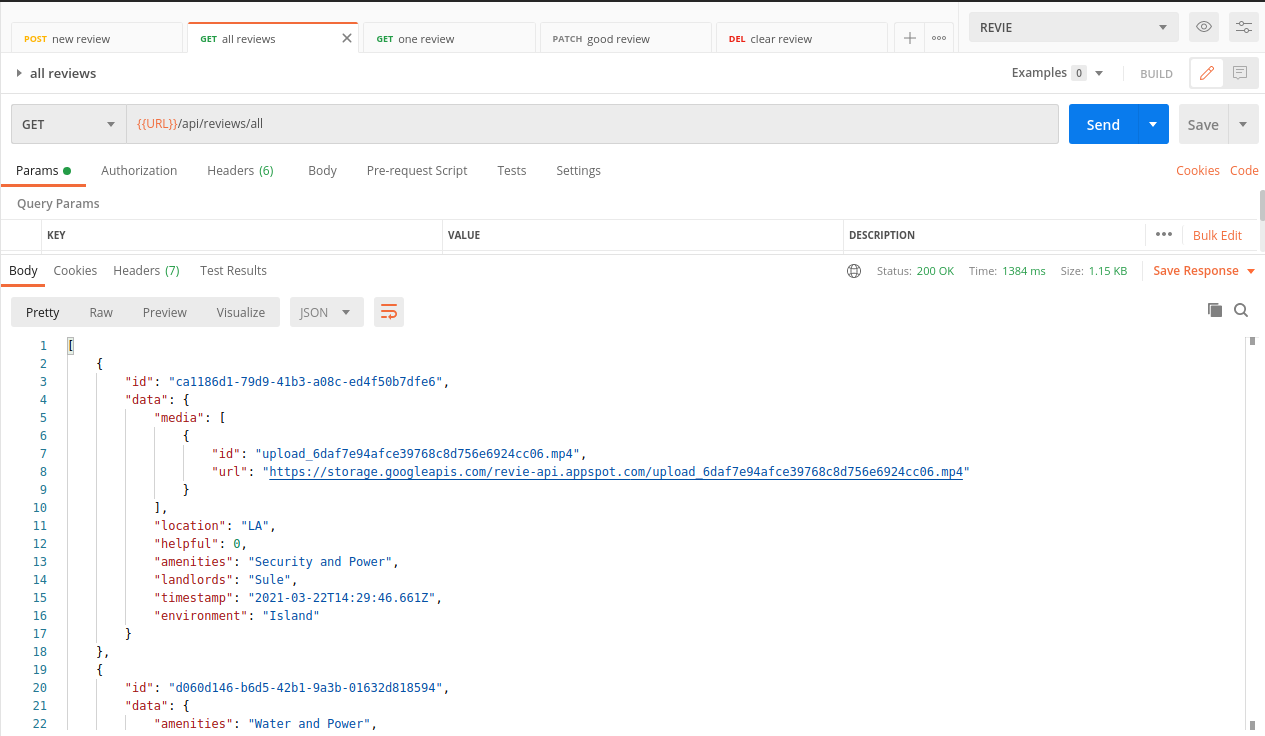 POST new review GET all reviews GET one review PATCH good review DEL clear review REVIE
all reviews Examples 0 BUILD
GET {{URL}}/api/reviews/all Send Save
Params Authorization Headers (6) Body Pre-request Script Tests Settings Cookies Code
Query Params
KEY VALUE DESCRIPTION ••• Bulk Edit
Body Cookies Headers (7) Test Results Status: 200 OK Time: 1384 ms Size: 1.15 KB Save Response
Pretty Raw Preview Visualize JSON
1 [
2 {
3 "id": "ca1186d1-79d9-41b3-a08c-ed4f50b7dfe6",
4 "data": {
5 "media": [
6 {
7 "id": "upload_6daf7e94afce39768c8d756e6924cc06.mp4",
8 "url": "https://storage.googleapis.com/revie-api.appspot.com/upload_6daf7e94afce39768c8d756e6924cc06.mp4"
9 }
10 ],
11 "location": "LA",
12 "helpful": 0,
13 "amenities": "Security and Power",
14 "landlords": "Sule",
15 "timestamp": "2021-03-22T14:29:46.661Z",
16 "environment": "Island"
17 }
18 },
19 {
20 "id": "d060d146-b6d5-42b1-9a3b-01632d818594",
21 "data": {
22 "amenities": "Water and Power",